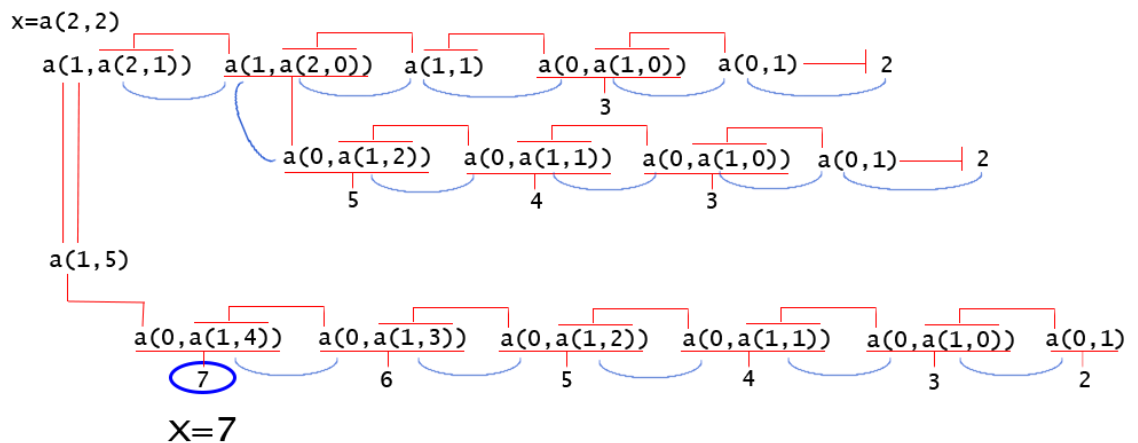 x=a(2,2)
a(1,a(2,1)) a(1,a(2,0)) a(1,1) a(0,a(1,0)) a(0,1) 2
3
a(0,a(1,2)) a(0,a(1,1)) a(0,a(1,0)) a(0,1) 2
5 4 3
a(1,5)
a(0,a(1,4)) a(0,a(1,3)) a(0,a(1,2)) a(0,a(1,1)) a(0,a(1,0)) a(0,1)
7 6 5 4 3 2
x=7